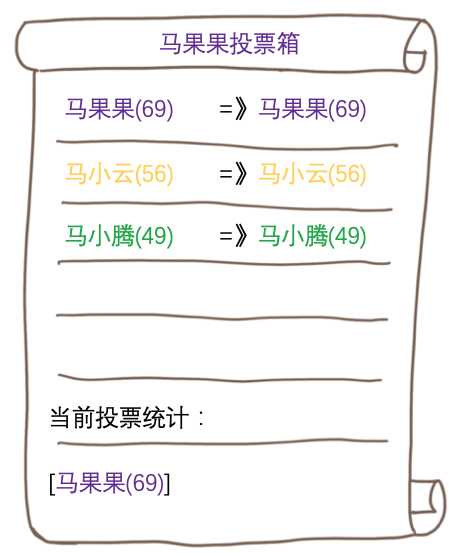 马果果投票箱
马果果(69) =》马果果(69)
马小云(56) =》马小云(56)
马小腾(49) =》马小腾(49)
当前投票统计：
[马果果(69)]